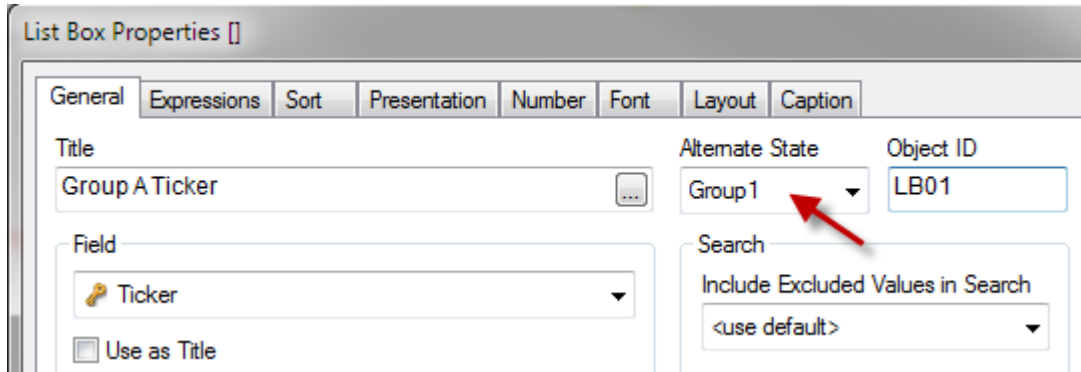 List Box Properties []
General Expressions Sort Presentation Number Font Layout Caption
Title Alternate State Object ID
Group A Ticker ... Group1 LB01
Field Search
Ticker Include Excluded Values in Search
<use default>
Use as Title